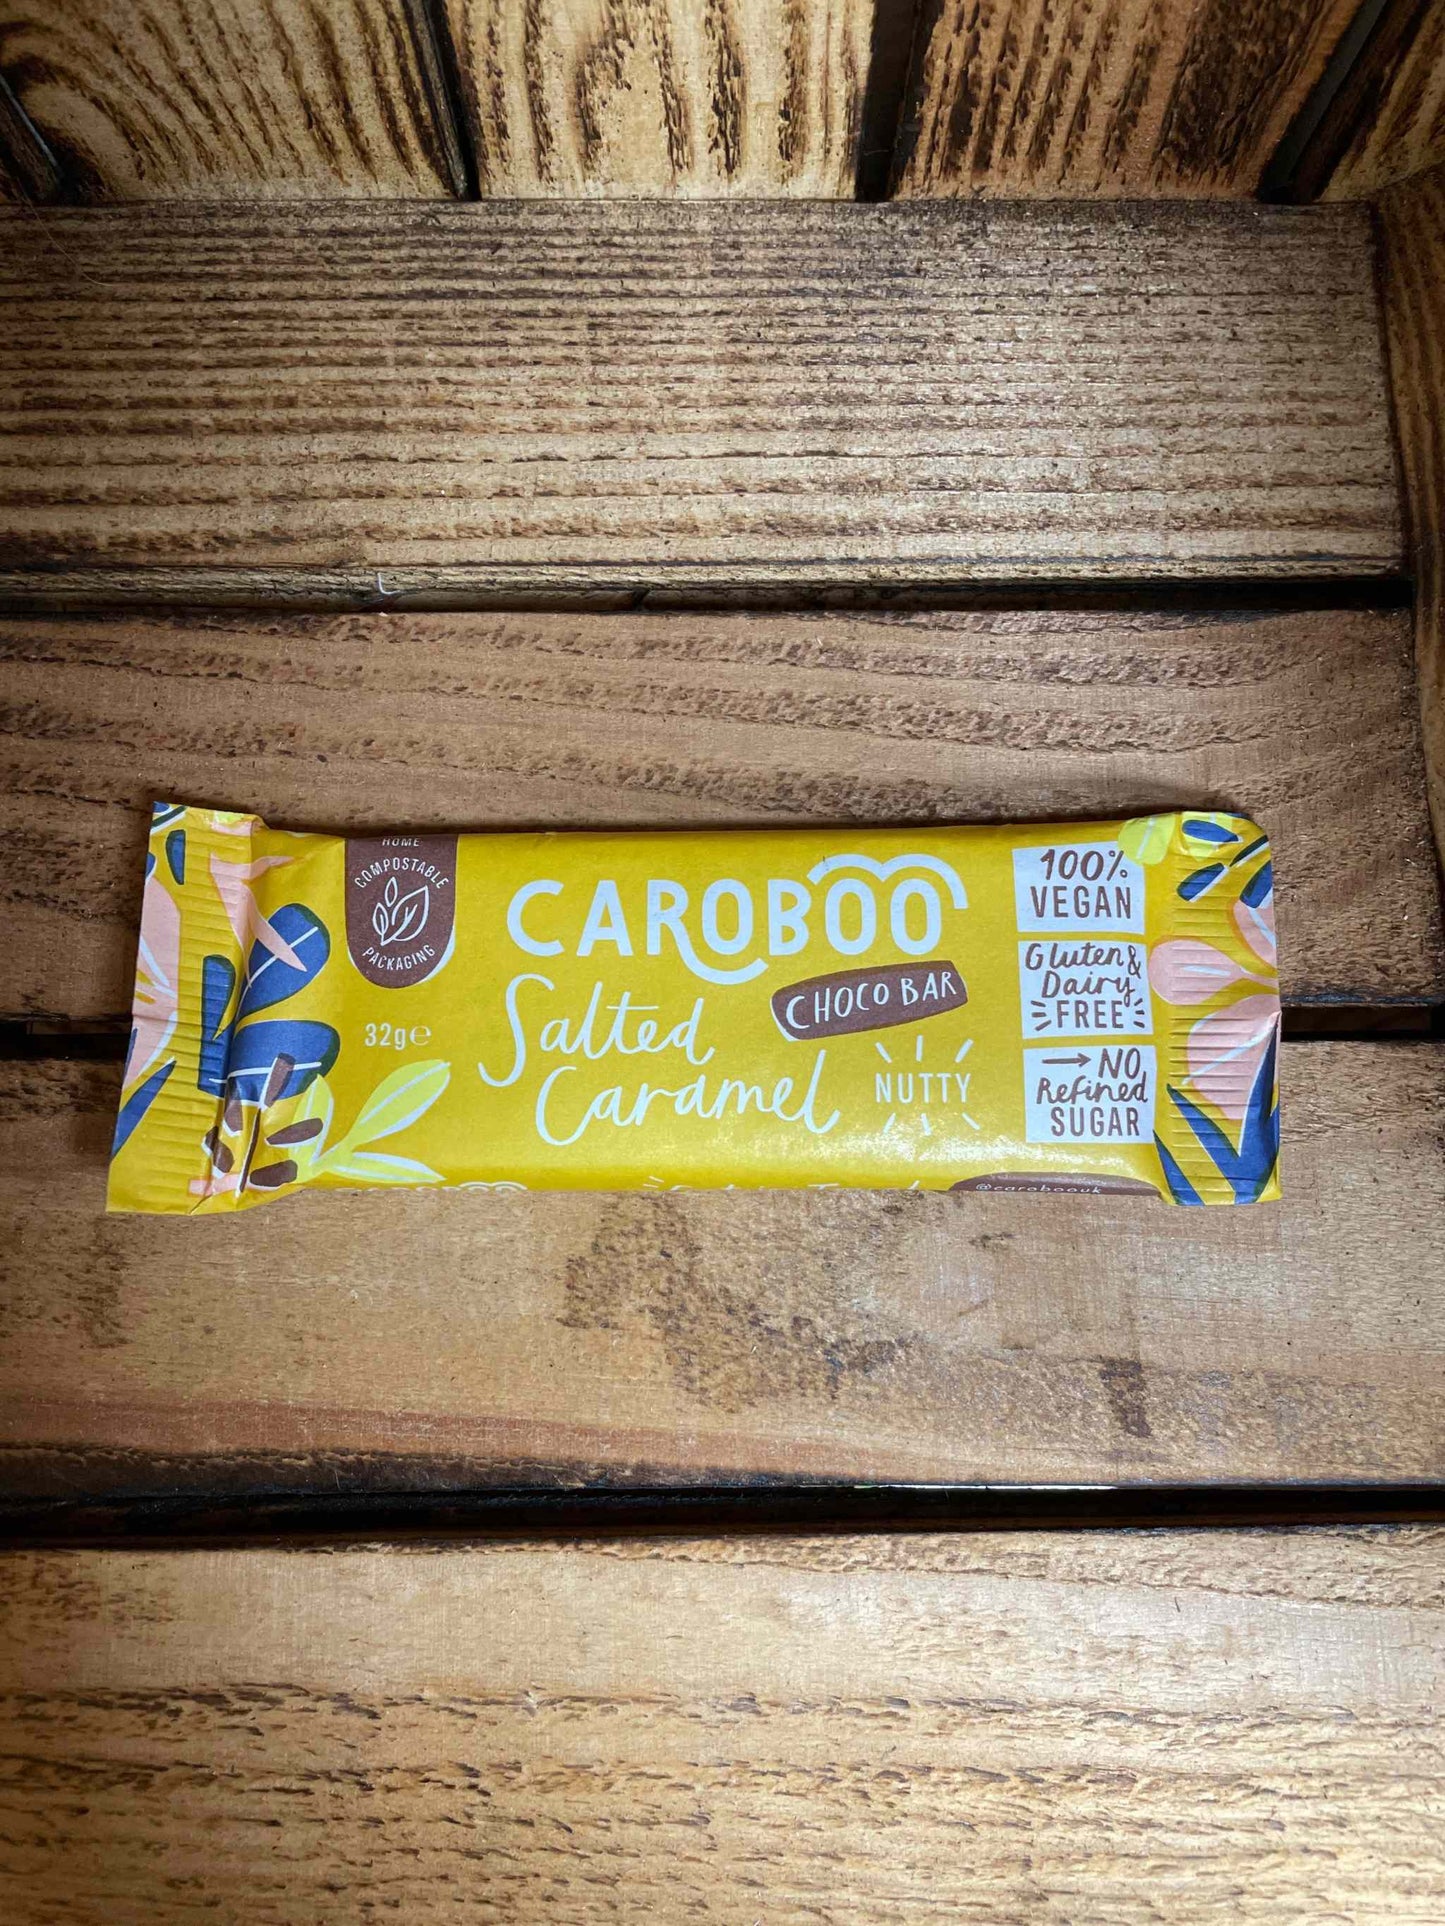 HOME
COMPOSTABLE
PACKAGING
32g℮
CAROBOO
CHOCO BAR
Salted
Caramel
NUTTY
100%
VEGAN
Gluten &
Dairy
FREE
→ NO
Refined
SUGAR
@caroboouk